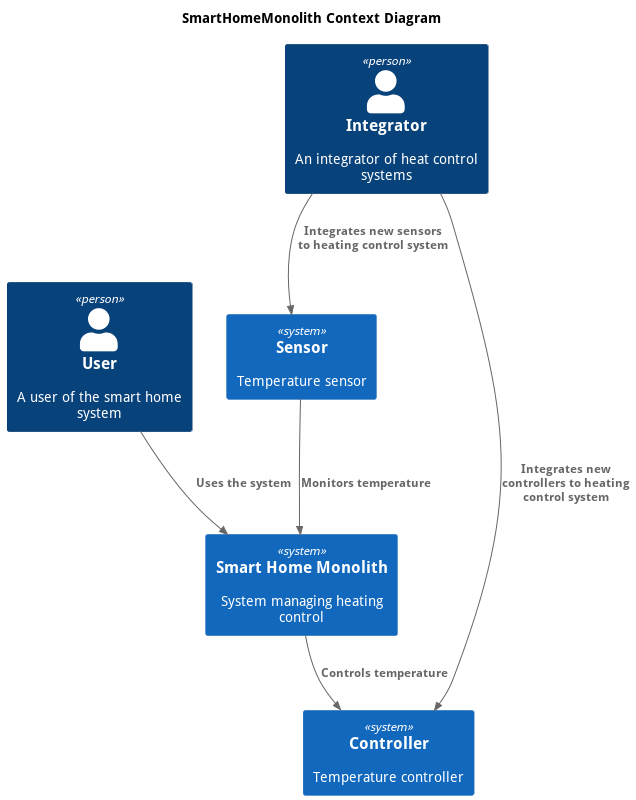 SmartHomeMonolith Context Diagram
«person»
Integrator
An integrator of heat control
systems
Integrates new sensors
to heating control system
«person»
User
A user of the smart home
system
«system»
Sensor
Temperature sensor
Uses the system
Monitors temperature
Integrates new
controllers to heating
control system
«system»
Smart Home Monolith
System managing heating
control
Controls temperature
«system»
Controller
Temperature controller